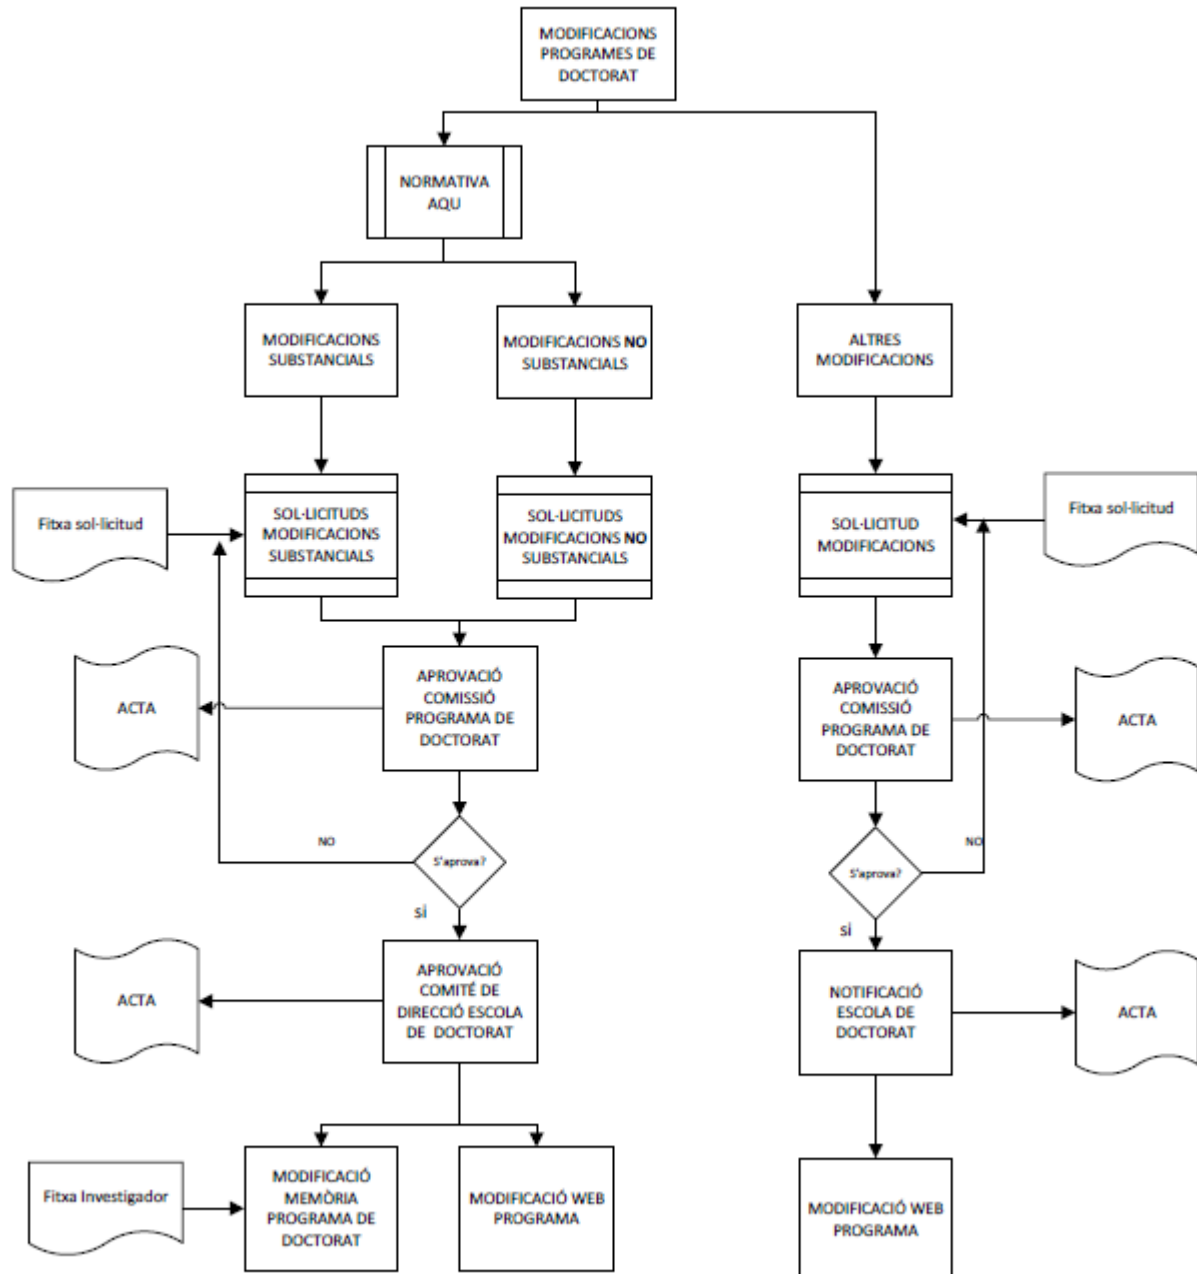 MODIFICACIONS
PROGRAMES DE
DOCTORAT
NORMATIVA
AQU
MODIFICACIONS
SUBSTANCIALS
MODIFICACIONS NO
SUBSTANCIALS
ALTRES
MODIFICACIONS
Fitxa sol·licitud
SOL·LICITUDS
MODIFICACIONS
SUBSTANCIALS
SOL·LICITUDS
MODIFICACIONS NO
SUBSTANCIALS
SOL·LICITUD
MODIFICACIONS
Fitxa sol·licitud
ACTA
APROVACIÓ
COMISSIÓ
PROGRAMA DE
DOCTORAT
APROVACIÓ
COMISSIÓ
PROGRAMA DE
DOCTORAT
ACTA
NO
S'aprova?
SÍ
S'aprova?
NO
SÍ
ACTA
APROVACIÓ
COMITÉ DE
DIRECCIÓ ESCOLA
DE DOCTORAT
NOTIFICACIÓ
ESCOLA DE
DOCTORAT
ACTA
Fitxa Investigador
MODIFICACIÓ
MEMÒRIA
PROGRAMA DE
DOCTORAT
MODIFICACIÓ WEB
PROGRAMA
MODIFICACIÓ WEB
PROGRAMA